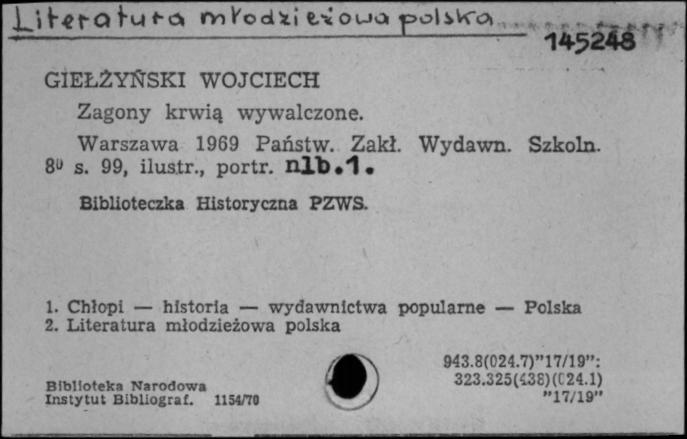 Literatura młodzieżowa polska
145248
GIEŁŻYŃSKI WOJCIECH
Zagony krwią wywalczone.
Warszawa 1969 Państw. Zakł. Wydawn. Szkoln.
8⁰ s. 99, ilustr., portr. nlb.1.
Biblioteczka Historyczna PZWS.
1. Chłopi — historia — wydawnictwa popularne — Polska
2. Literatura młodzieżowa polska
943.8(024.7)"17/19":
323.325(438)(024.1)
"17/19"
Biblioteka Narodowa
Instytut Bibliograf. 1154/70